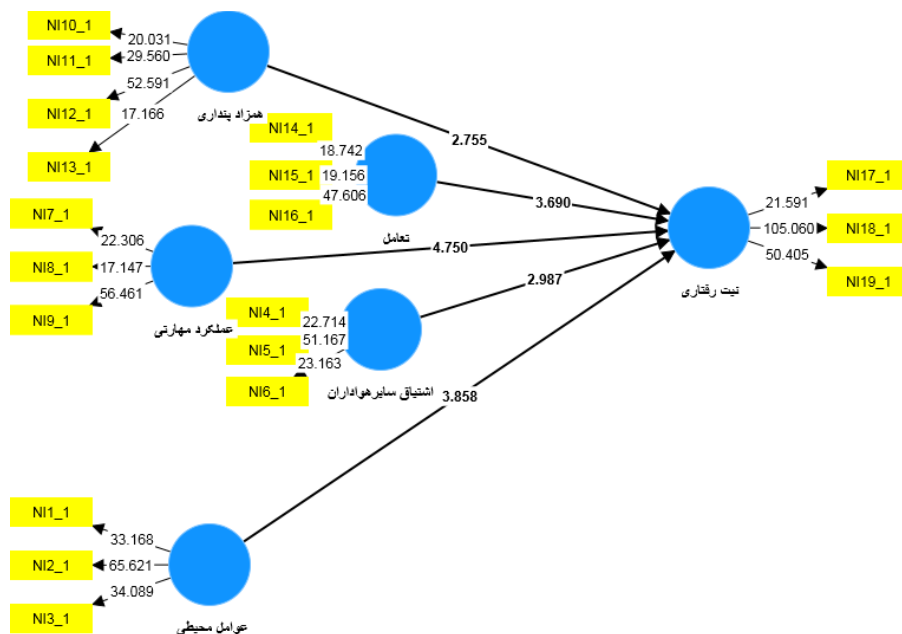 NI10_1
20.031
NI11_1
29.560
NI12_1
52.591
17.166
NI13_1
همزاد پنداری
2.755
NI14_1
18.742
NI15_1
19.156
NI16_1
47.606
تعامل
3.690
NI7_1
22.306
NI8_1
17.147
NI9_1
56.461
عملکرد مهارتی
4.750
NI4_1
22.714
NI5_1
51.167
NI6_1
23.163
اشتیاق سایرهواداران
2.987
NI1_1
33.168
NI2_1
65.621
NI3_1
34.089
عوامل محیطی
3.858
NI17_1
21.591
NI18_1
105.060
NI19_1
50.405
نیت رفتاری